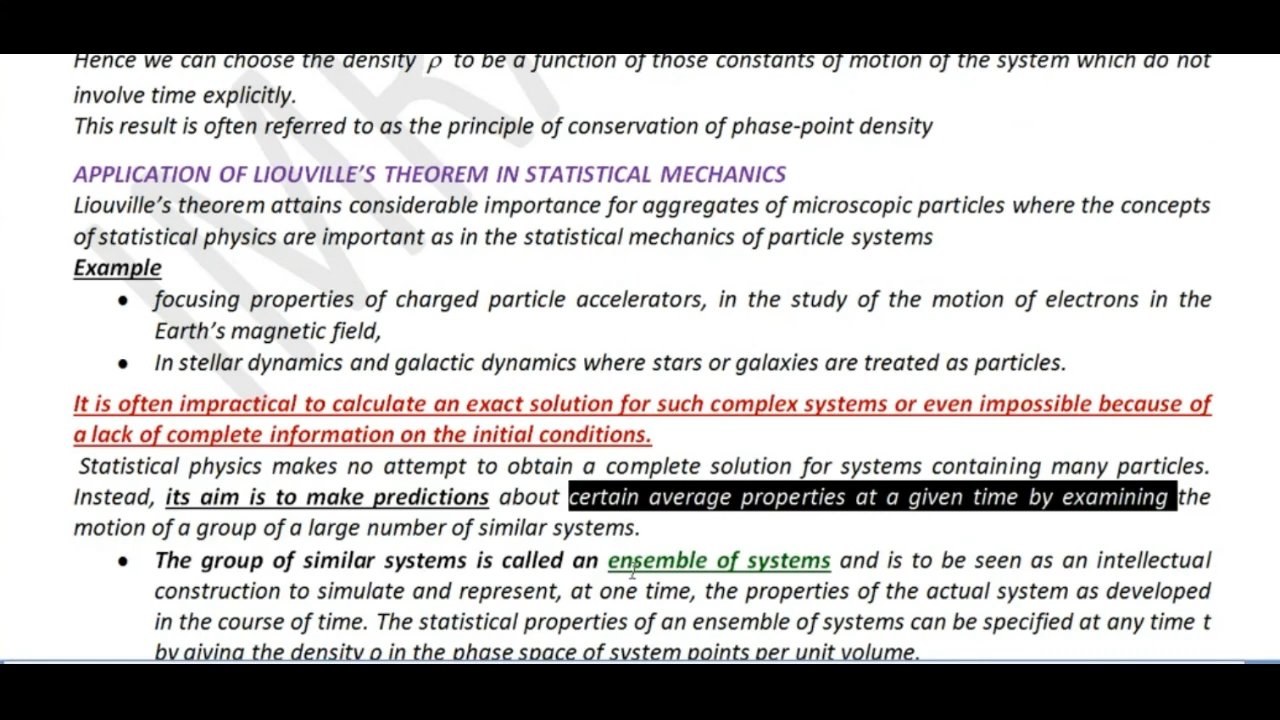 Hence we can choose the density ρ to be a function of those constants of motion of the system which do not
involve time explicitly.
This result is often referred to as the principle of conservation of phase-point density
APPLICATION OF LIOUVILLE'S THEOREM IN STATISTICAL MECHANICS
Liouville's theorem attains considerable importance for aggregates of microscopic particles where the concepts
of statistical physics are important as in the statistical mechanics of particle systems
Example
• focusing properties of charged particle accelerators, in the study of the motion of electrons in the
Earth's magnetic field,
• In stellar dynamics and galactic dynamics where stars or galaxies are treated as particles.
It is often impractical to calculate an exact solution for such complex systems or even impossible because of
a lack of complete information on the initial conditions.
Statistical physics makes no attempt to obtain a complete solution for systems containing many particles.
Instead, its aim is to make predictions about certain average properties at a given time by examining the
motion of a group of a large number of similar systems.
• The group of similar systems is called an ensemble of systems and is to be seen as an intellectual
construction to simulate and represent, at one time, the properties of the actual system as developed
in the course of time. The statistical properties of an ensemble of systems can be specified at any time t
by giving the density ρ in the phase space of system points per unit volume.